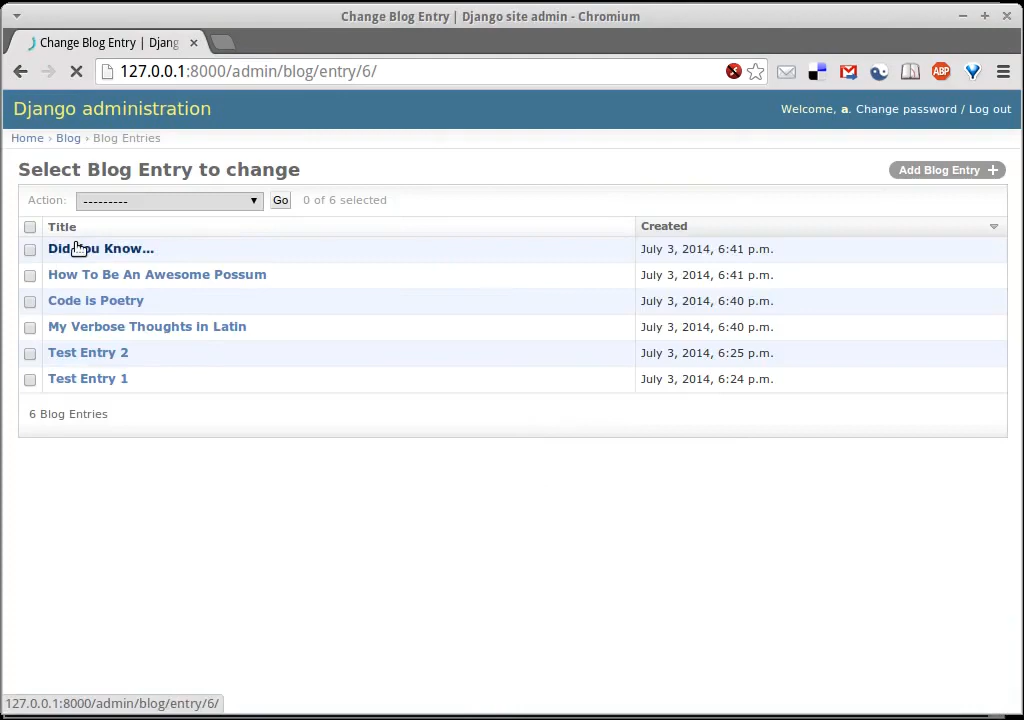 Change Blog Entry | Django site admin - Chromium
Change Blog Entry | Djang
127.0.0.1:8000/admin/blog/entry/6/
ABP
Django administration
Welcome, a. Change password / Log out
Home › Blog › Blog Entries
Select Blog Entry to change
Add Blog Entry +
Action: --------- Go 0 of 6 selected
Title Created
Did You Know... July 3, 2014, 6:41 p.m.
How To Be An Awesome Possum July 3, 2014, 6:41 p.m.
Code is Poetry July 3, 2014, 6:40 p.m.
My Verbose Thoughts in Latin July 3, 2014, 6:40 p.m.
Test Entry 2 July 3, 2014, 6:25 p.m.
Test Entry 1 July 3, 2014, 6:24 p.m.
6 Blog Entries
127.0.0.1:8000/admin/blog/entry/6/